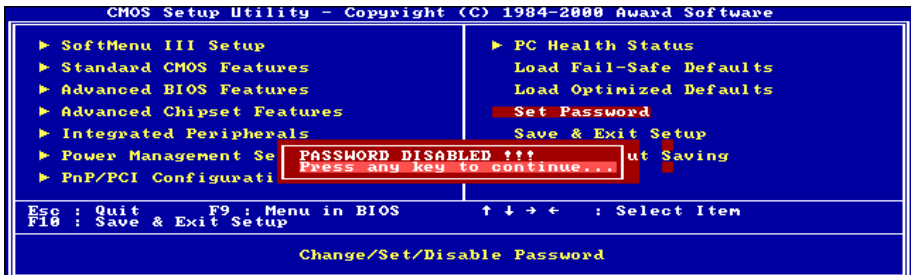 CMOS Setup Utility - Copyright (C) 1984-2000 Award Software
► SoftMenu III Setup
► Standard CMOS Features
► Advanced BIOS Features
► Advanced Chipset Features
► Integrated Peripherals
► Power Management Se
► PnP/PCI Configurati
► PC Health Status
Load Fail-Safe Defaults
Load Optimized Defaults
Set Password
Save & Exit Setup
ut Saving
PASSWORD DISABLED !!!
Press any key to continue...
Esc : Quit F9 : Menu in BIOS ↑ ↓ → ← : Select Item
F10 : Save & Exit Setup
Change/Set/Disable Password